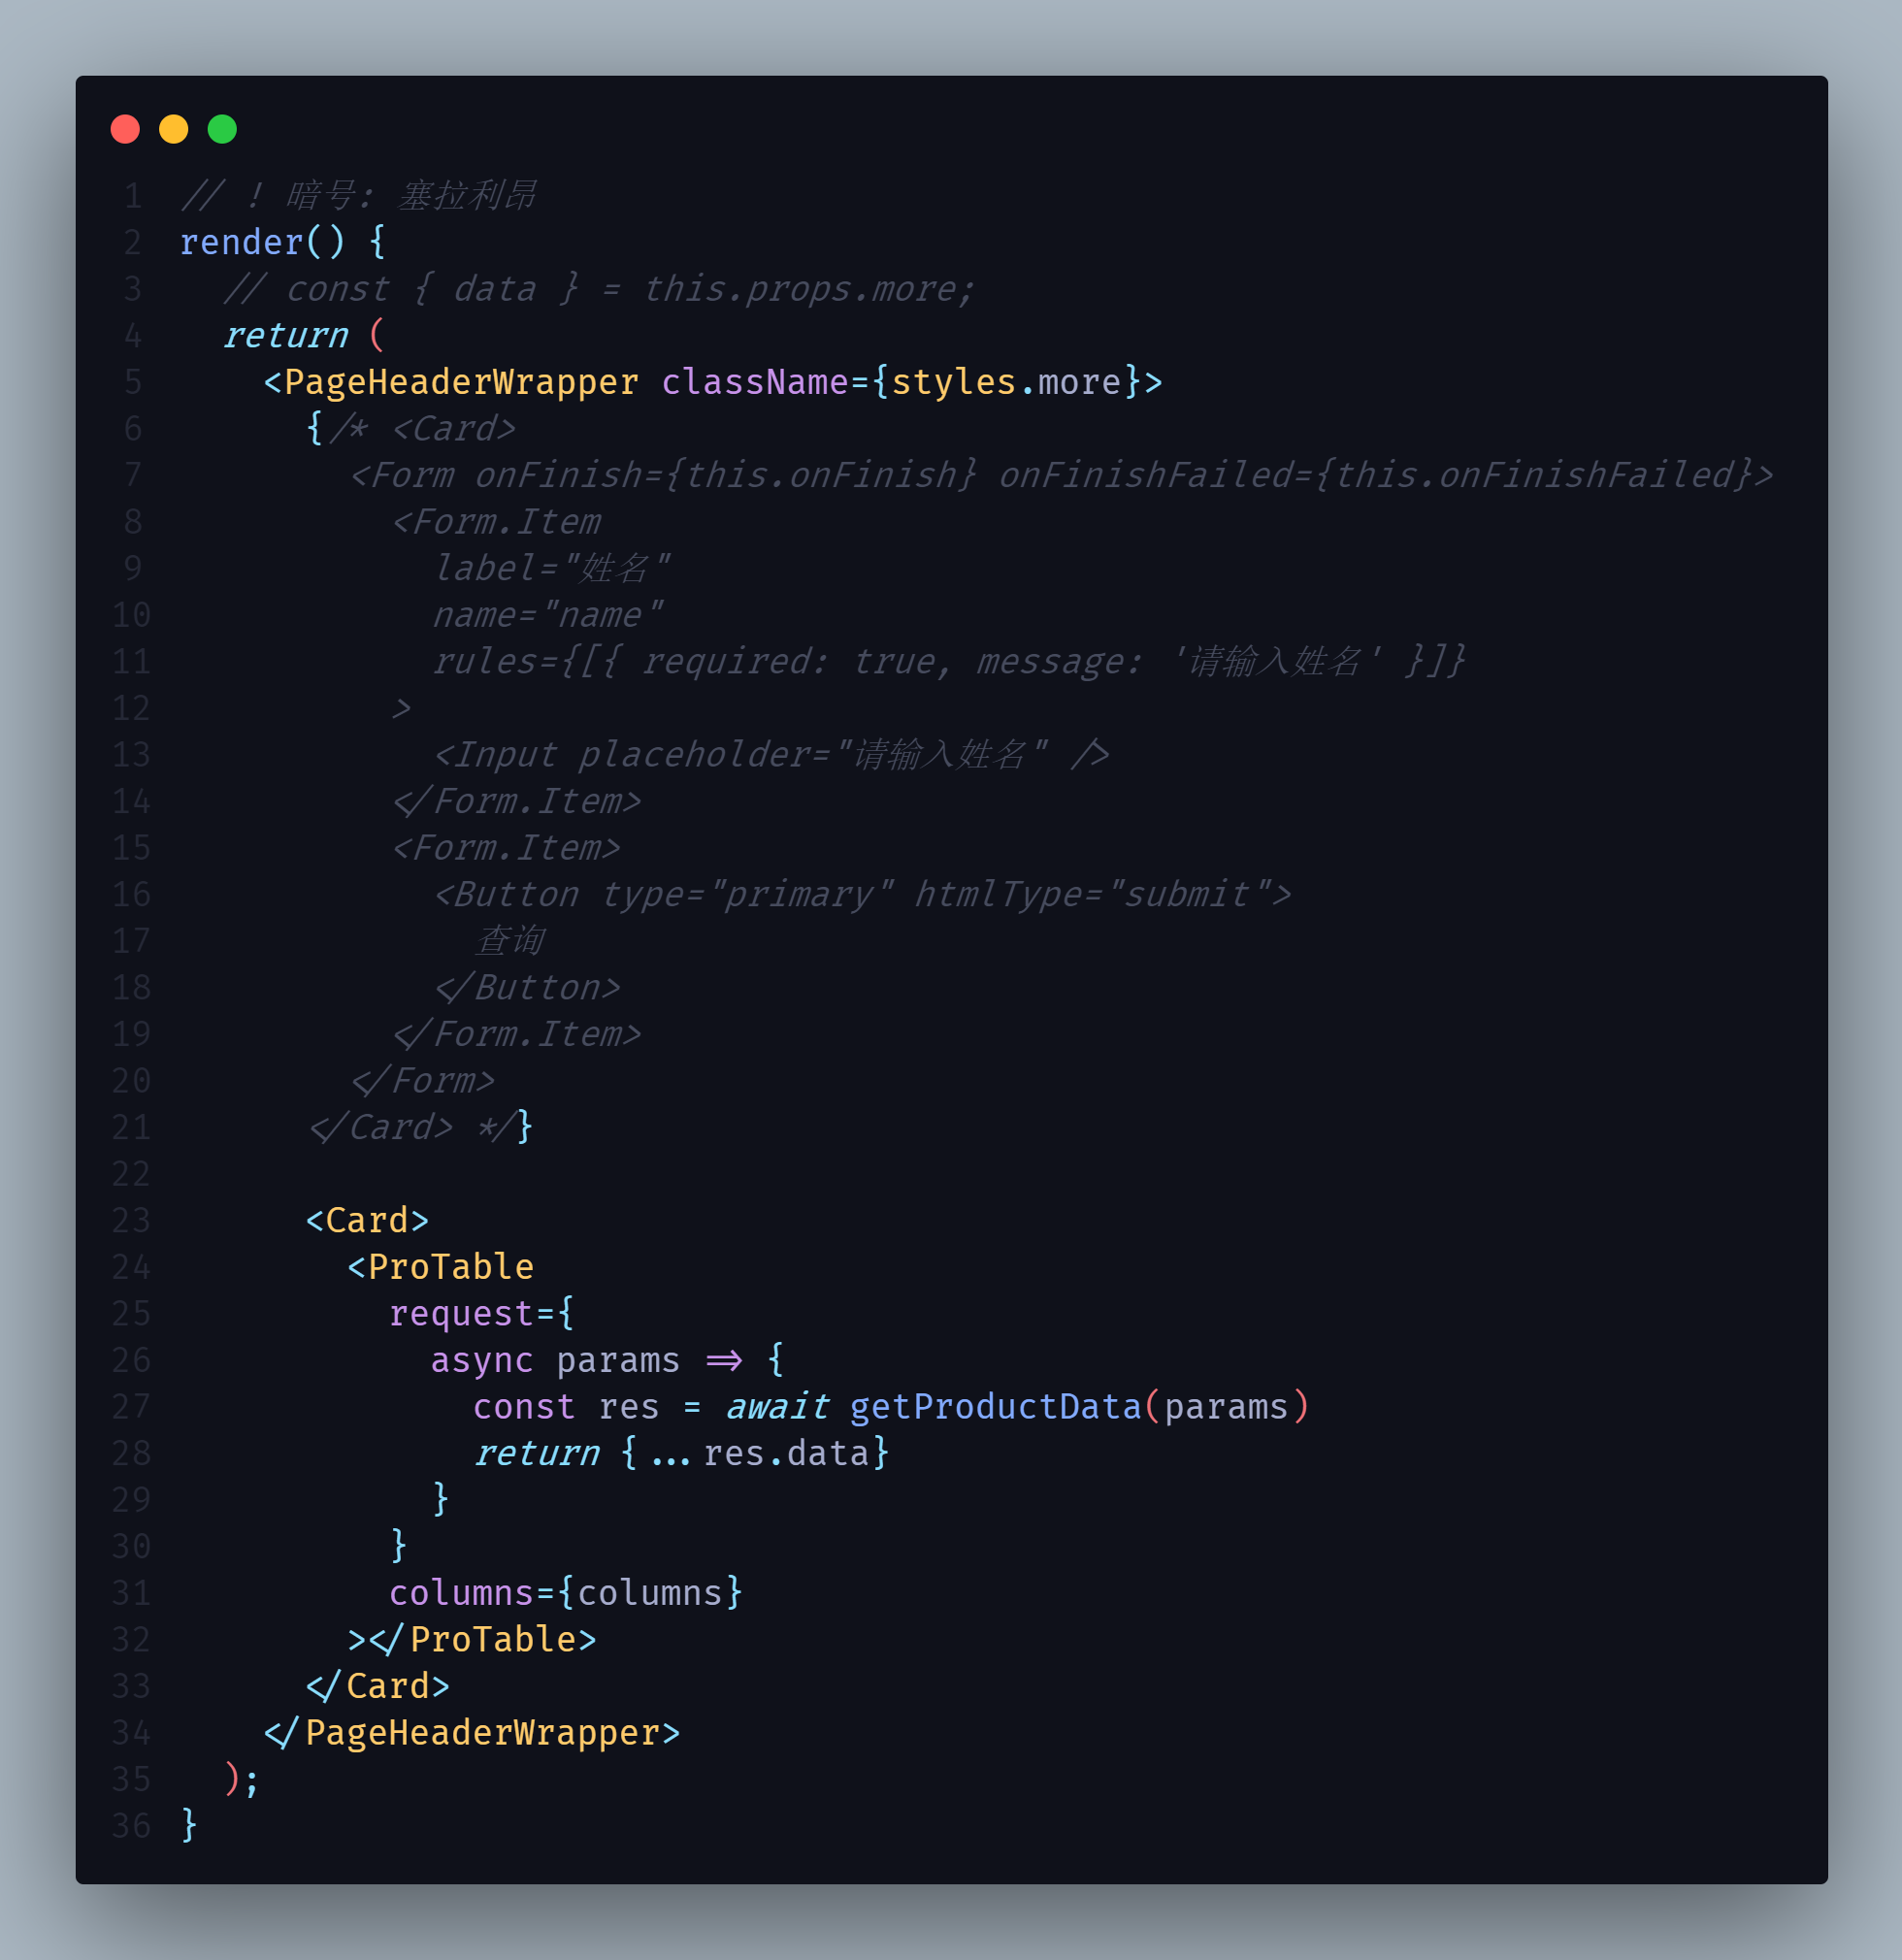 1 // ! 暗号: 塞拉利昂
2 render() {
3   // const { data } = this.props.more;
4   return (
5     <PageHeaderWrapper className={styles.more}>
6       {/* <Card>
7         <Form onFinish={this.onFinish} onFinishFailed={this.onFinishFailed}>
8           <Form.Item
9             label="姓名"
10             name="name"
11             rules={[{ required: true, message: '请输入姓名' }]}
12           >
13             <Input placeholder="请输入姓名" />
14           </Form.Item>
15           <Form.Item>
16             <Button type="primary" htmlType="submit">
17               查询
18             </Button>
19           </Form.Item>
20         </Form>
21       </Card> */}
22
23       <Card>
24         <ProTable
25           request={
26             async params => {
27               const res = await getProductData(params)
28               return {...res.data}
29             }
30           }
31           columns={columns}
32         ></ProTable>
33       </Card>
34     </PageHeaderWrapper>
35   );
36 }